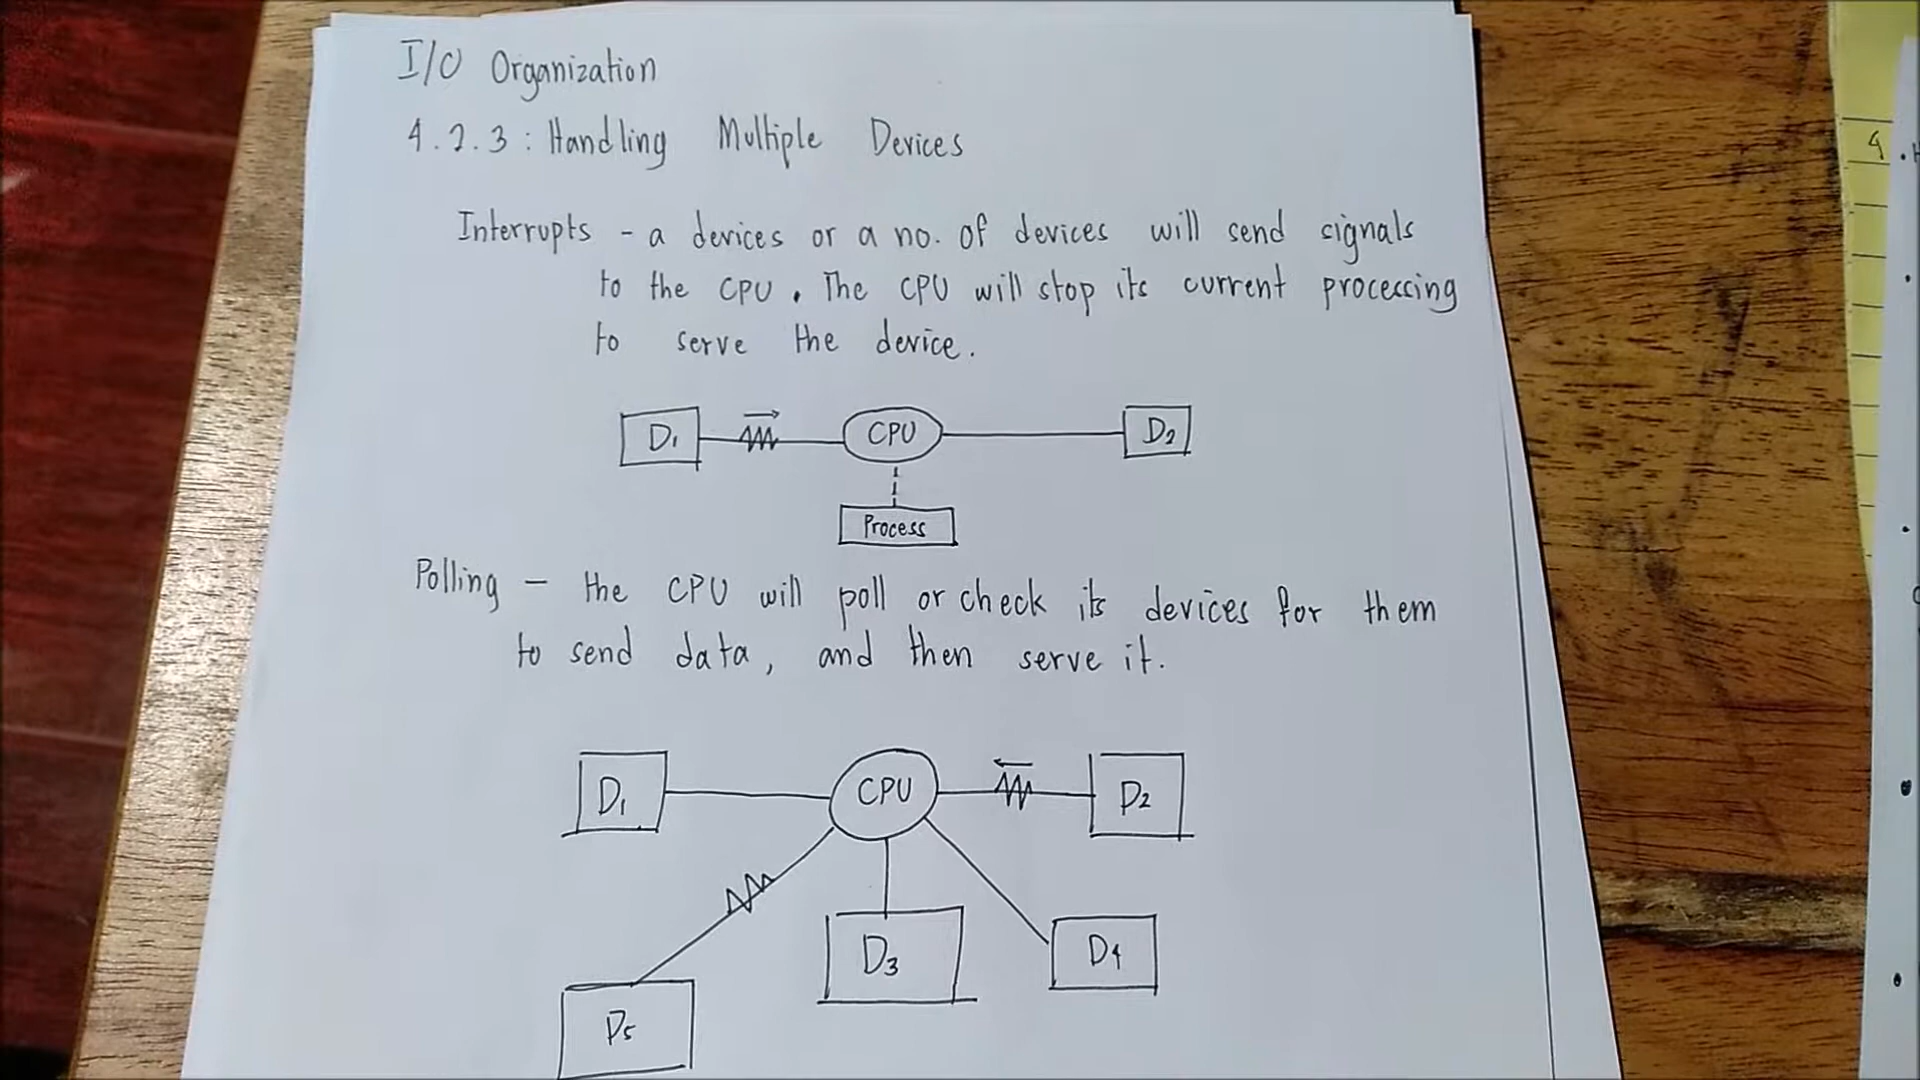 I/O Organization
4.2.3: Handling Multiple Devices
Interrupts - a devices or a no. of devices will send signals
to the CPU. The CPU will stop its current processing
to serve the device.
D1 CPU D2
Process
Polling - the CPU will poll or check its devices for them
to send data, and then serve it.
D1 CPU D2
D3 D4
D5
4